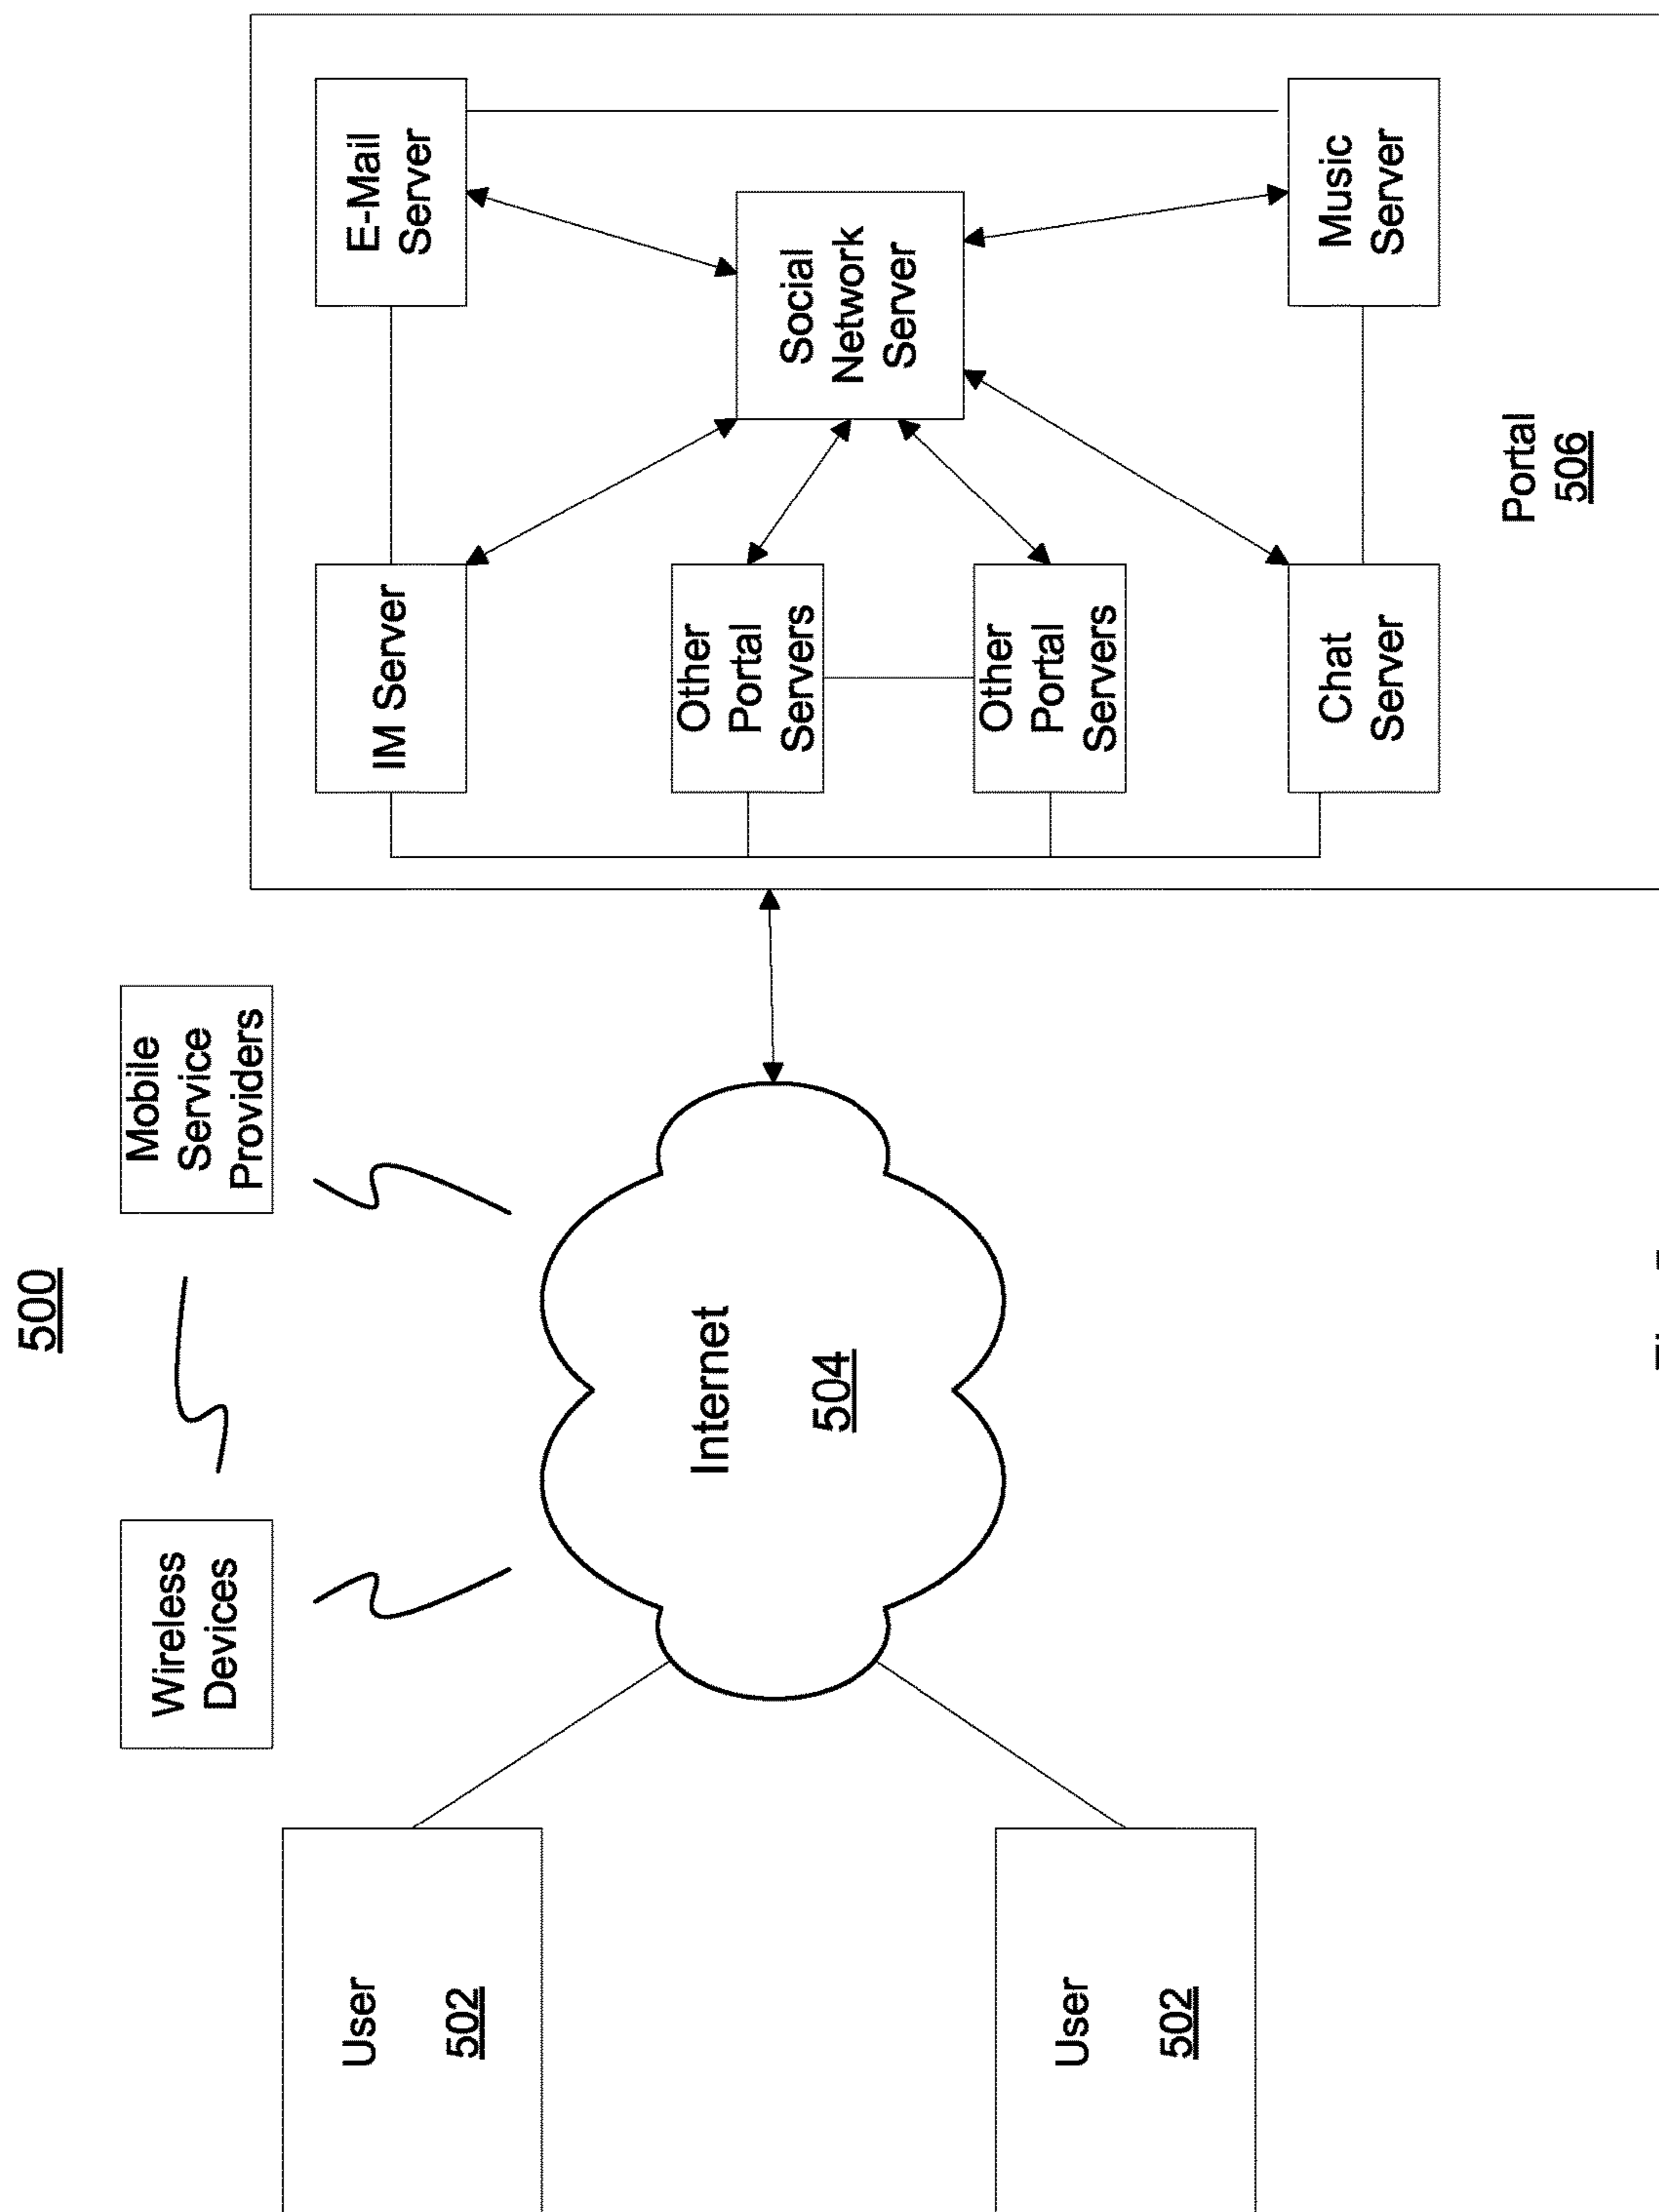 500
Wireless
Devices
Mobile
Service
Providers
User
502
User
502
Internet
504
IM Server
E-Mail
Server
Other
Portal
Servers
Social
Network
Server
Other
Portal
Servers
Chat
Server
Music
Server
Portal
506